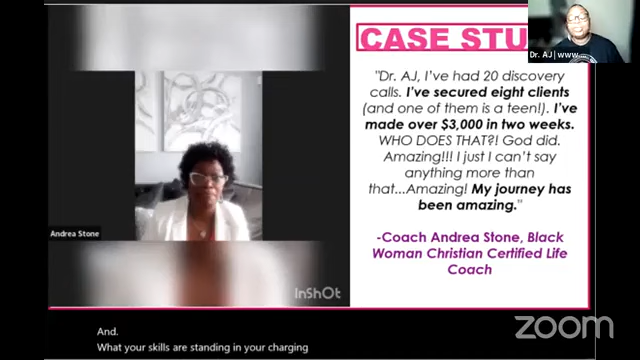 CASE STU
Dr. AJ | www
"Dr. AJ, I've had 20 discovery
calls. I've secured eight clients
(and one of them is a teen!). I've
made over $3,000 in two weeks.
WHO DOES THAT?! God did.
Amazing!!! I just I can't say
anything more than
that...Amazing! My journey has
been amazing."
-Coach Andrea Stone, Black
Woman Christian Certified Life
Coach
Andrea Stone
InShOt
And.
What your skills are standing in your charging
zoom